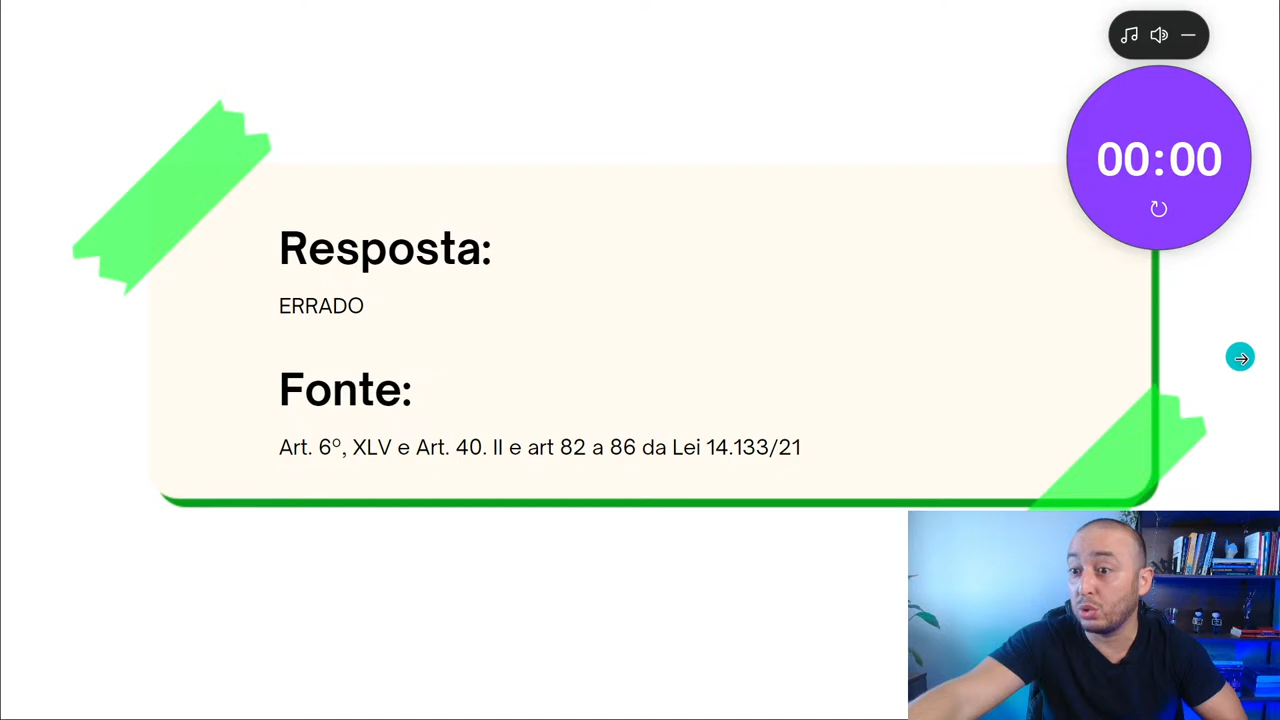 00:00
Resposta:
ERRADO
Fonte:
Art. 6º, XLV e Art. 40. II e art 82 a 86 da Lei 14.133/21